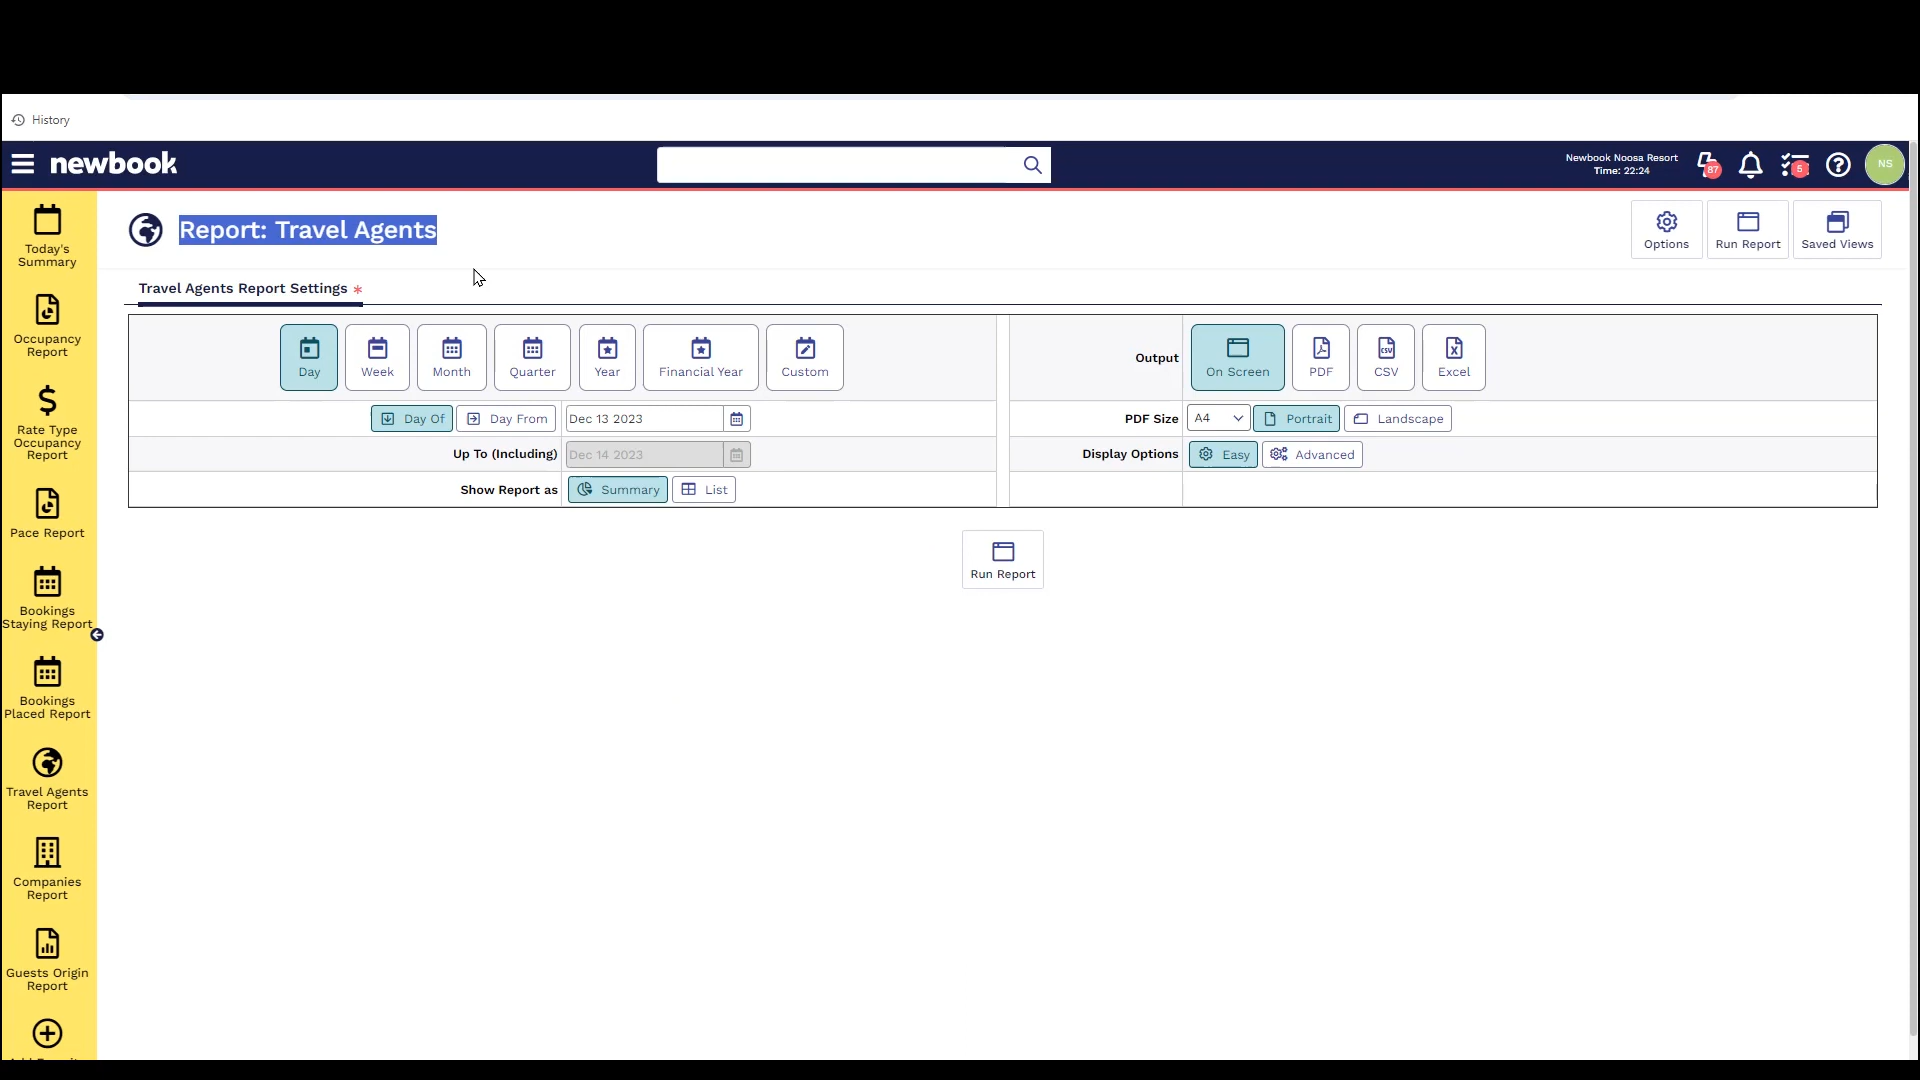 History
newbook
Newbook Noosa Resort
Time: 22:24
87
5
NS
Today's
Summary
Occupancy
Report
Rate Type
Occupancy
Report
Pace Report
Bookings
Staying Report
Bookings
Placed Report
Travel Agents
Report
Companies
Report
Guests Origin
Report
Report: Travel Agents
Options
Run Report
Saved Views
Travel Agents Report Settings *
Day
Week
Month
Quarter
Year
Financial Year
Custom
Day Of
Day From
Dec 13 2023
Up To (Including)
Dec 14 2023
Show Report as
Summary
List
Output
On Screen
PDF
CSV
CSV
Excel
PDF Size
A4
Portrait
Landscape
Display Options
Easy
Advanced
Run Report